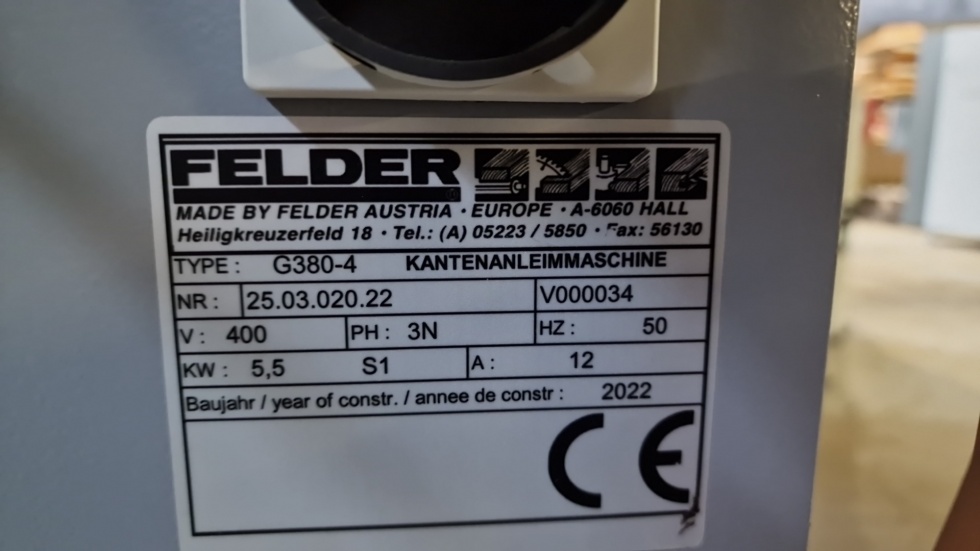 FELDER
MADE BY FELDER AUSTRIA · EUROPE · A-6060 HALL
Heiligkreuzerfeld 18 · Tel.: (A) 05223 / 5850 · Fax: 56130
TYPE : G380-4 KANTENANLEIMMASCHINE
NR : 25.03.020.22 V000034
V : 400 PH : 3N HZ : 50
KW : 5,5 S1 A : 12
Baujahr / year of constr. / annee de constr : 2022
CE